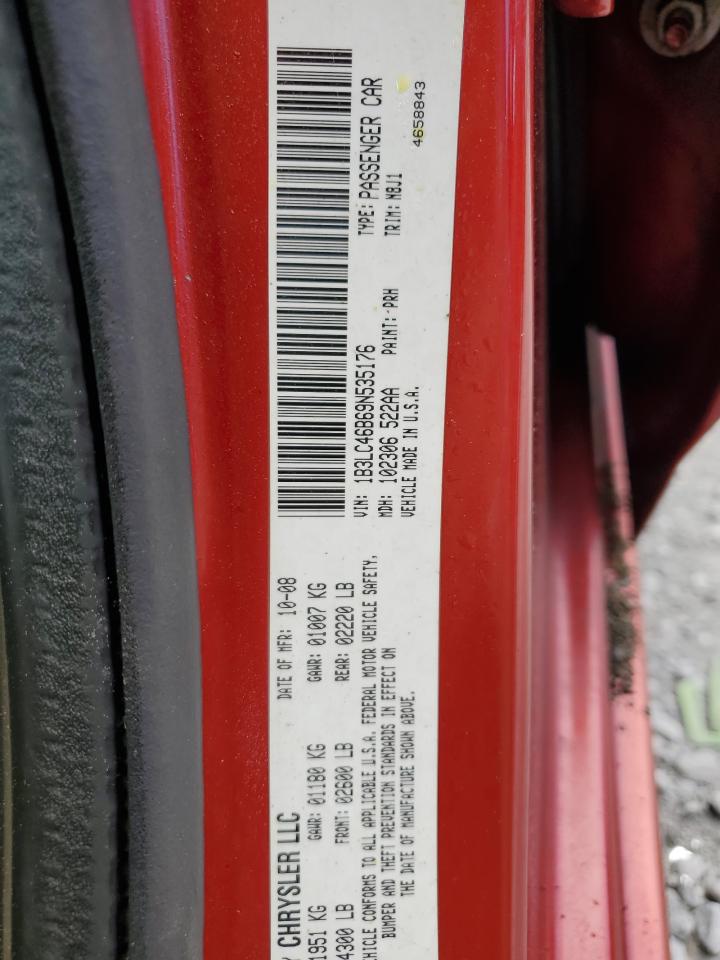 Y CHRYSLER LLC
DATE OF MFR: 10-08
1951 KG GAWR: 01180 KG GAWR: 01007 KG
4300 LB FRONT: 02600 LB REAR: 02220 LB
EHICLE CONFORMS TO ALL APPLICABLE U.S.A. FEDERAL MOTOR VEHICLE SAFETY,
BUMPER AND THEFT PREVENTION STANDARDS IN EFFECT ON
THE DATE OF MANUFACTURE SHOWN ABOVE.
VIN: 1B3LC46B69N535176 TYPE: PASSENGER CAR
MDH: 102306 522AA PAINT: PRH TRIM: N8J1
VEHICLE MADE IN U.S.A.
4658843